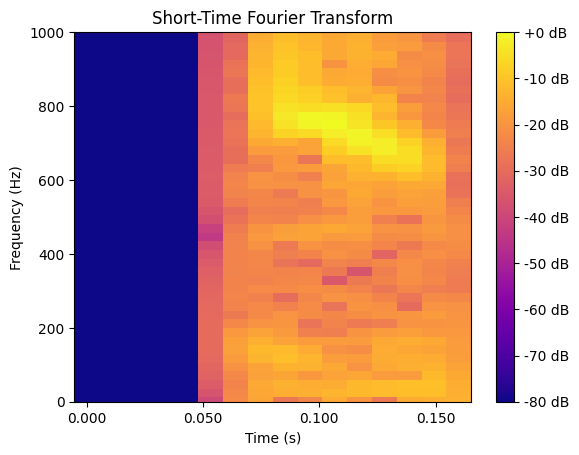 Short-Time Fourier Transform
1000
800
600
400
200
0
Frequency (Hz)
0.000
0.050
0.100
0.150
Time (s)
+0 dB
-10 dB
-20 dB
-30 dB
-40 dB
-50 dB
-60 dB
-70 dB
-80 dB